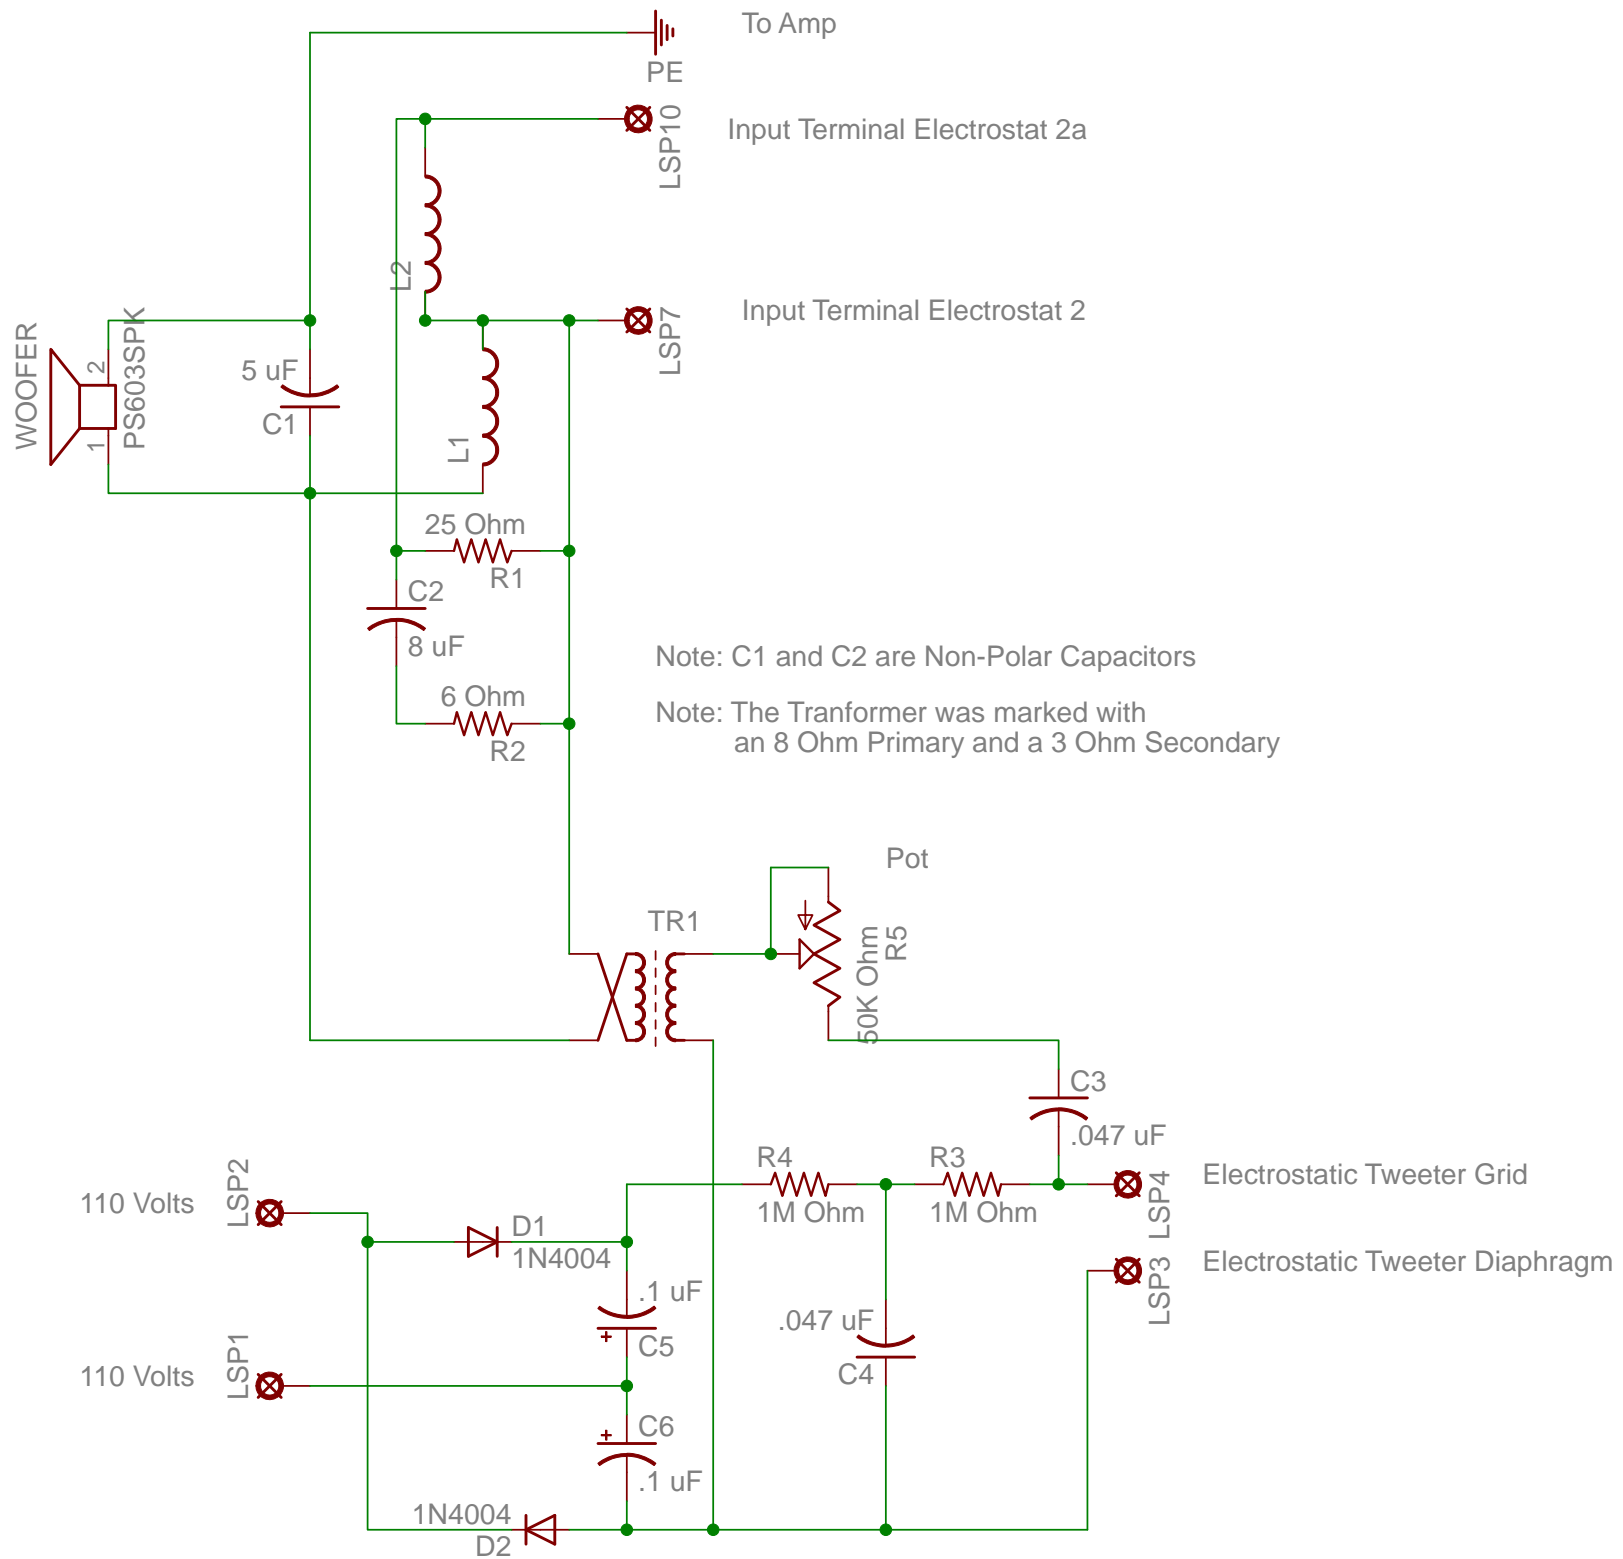 To Amp
PE
LSP10
Input Terminal Electrostat 2a
L2
Input Terminal Electrostat 2
LSP7
WOOFER
PS603SPK
2
1
5 uF
C1
L1
25 Ohm
R1
C2
8 uF
6 Ohm
R2
Note: C1 and C2 are Non-Polar Capacitors
Note: The Tranformer was marked with
an 8 Ohm Primary and a 3 Ohm Secondary
Pot
TR1
50K Ohm
R5
C3
.047 uF
R4
1M Ohm
R3
1M Ohm
LSP4
Electrostatic Tweeter Grid
LSP3
Electrostatic Tweeter Diaphragm
110 Volts
LSP2
D1
1N4004
.1 uF
+
C5
.047 uF
C4
110 Volts
LSP1
+
C6
.1 uF
1N4004
D2